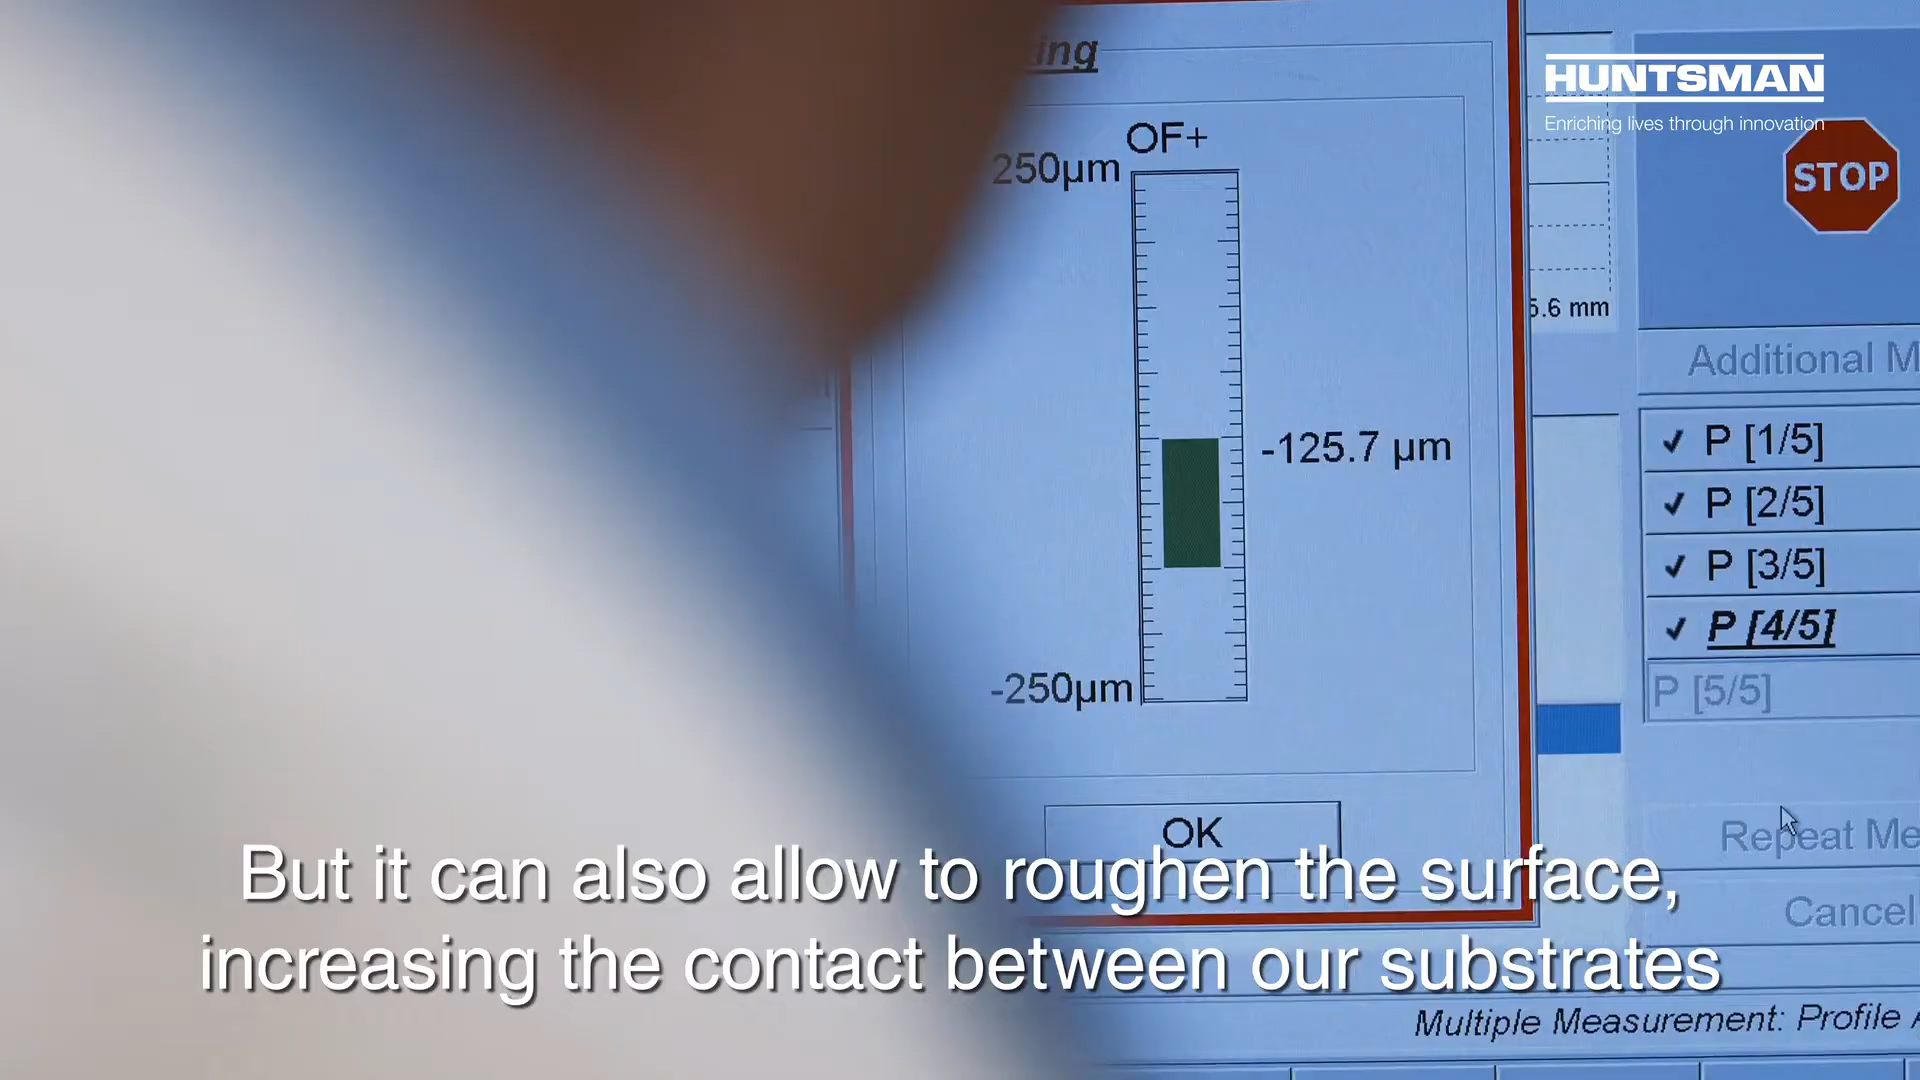 HUNTSMAN
Enriching lives through innovation
OF+
250µm
-125.7 µm
-250µm
OK
STOP
5.6 mm
P [1/5]
P [2/5]
P [3/5]
P [4/5]
P [5/5]
Additional
Repeat
Cancel
Multiple Measurement: Profile
But it can also allow to roughen the surface,
increasing the contact between our substrates